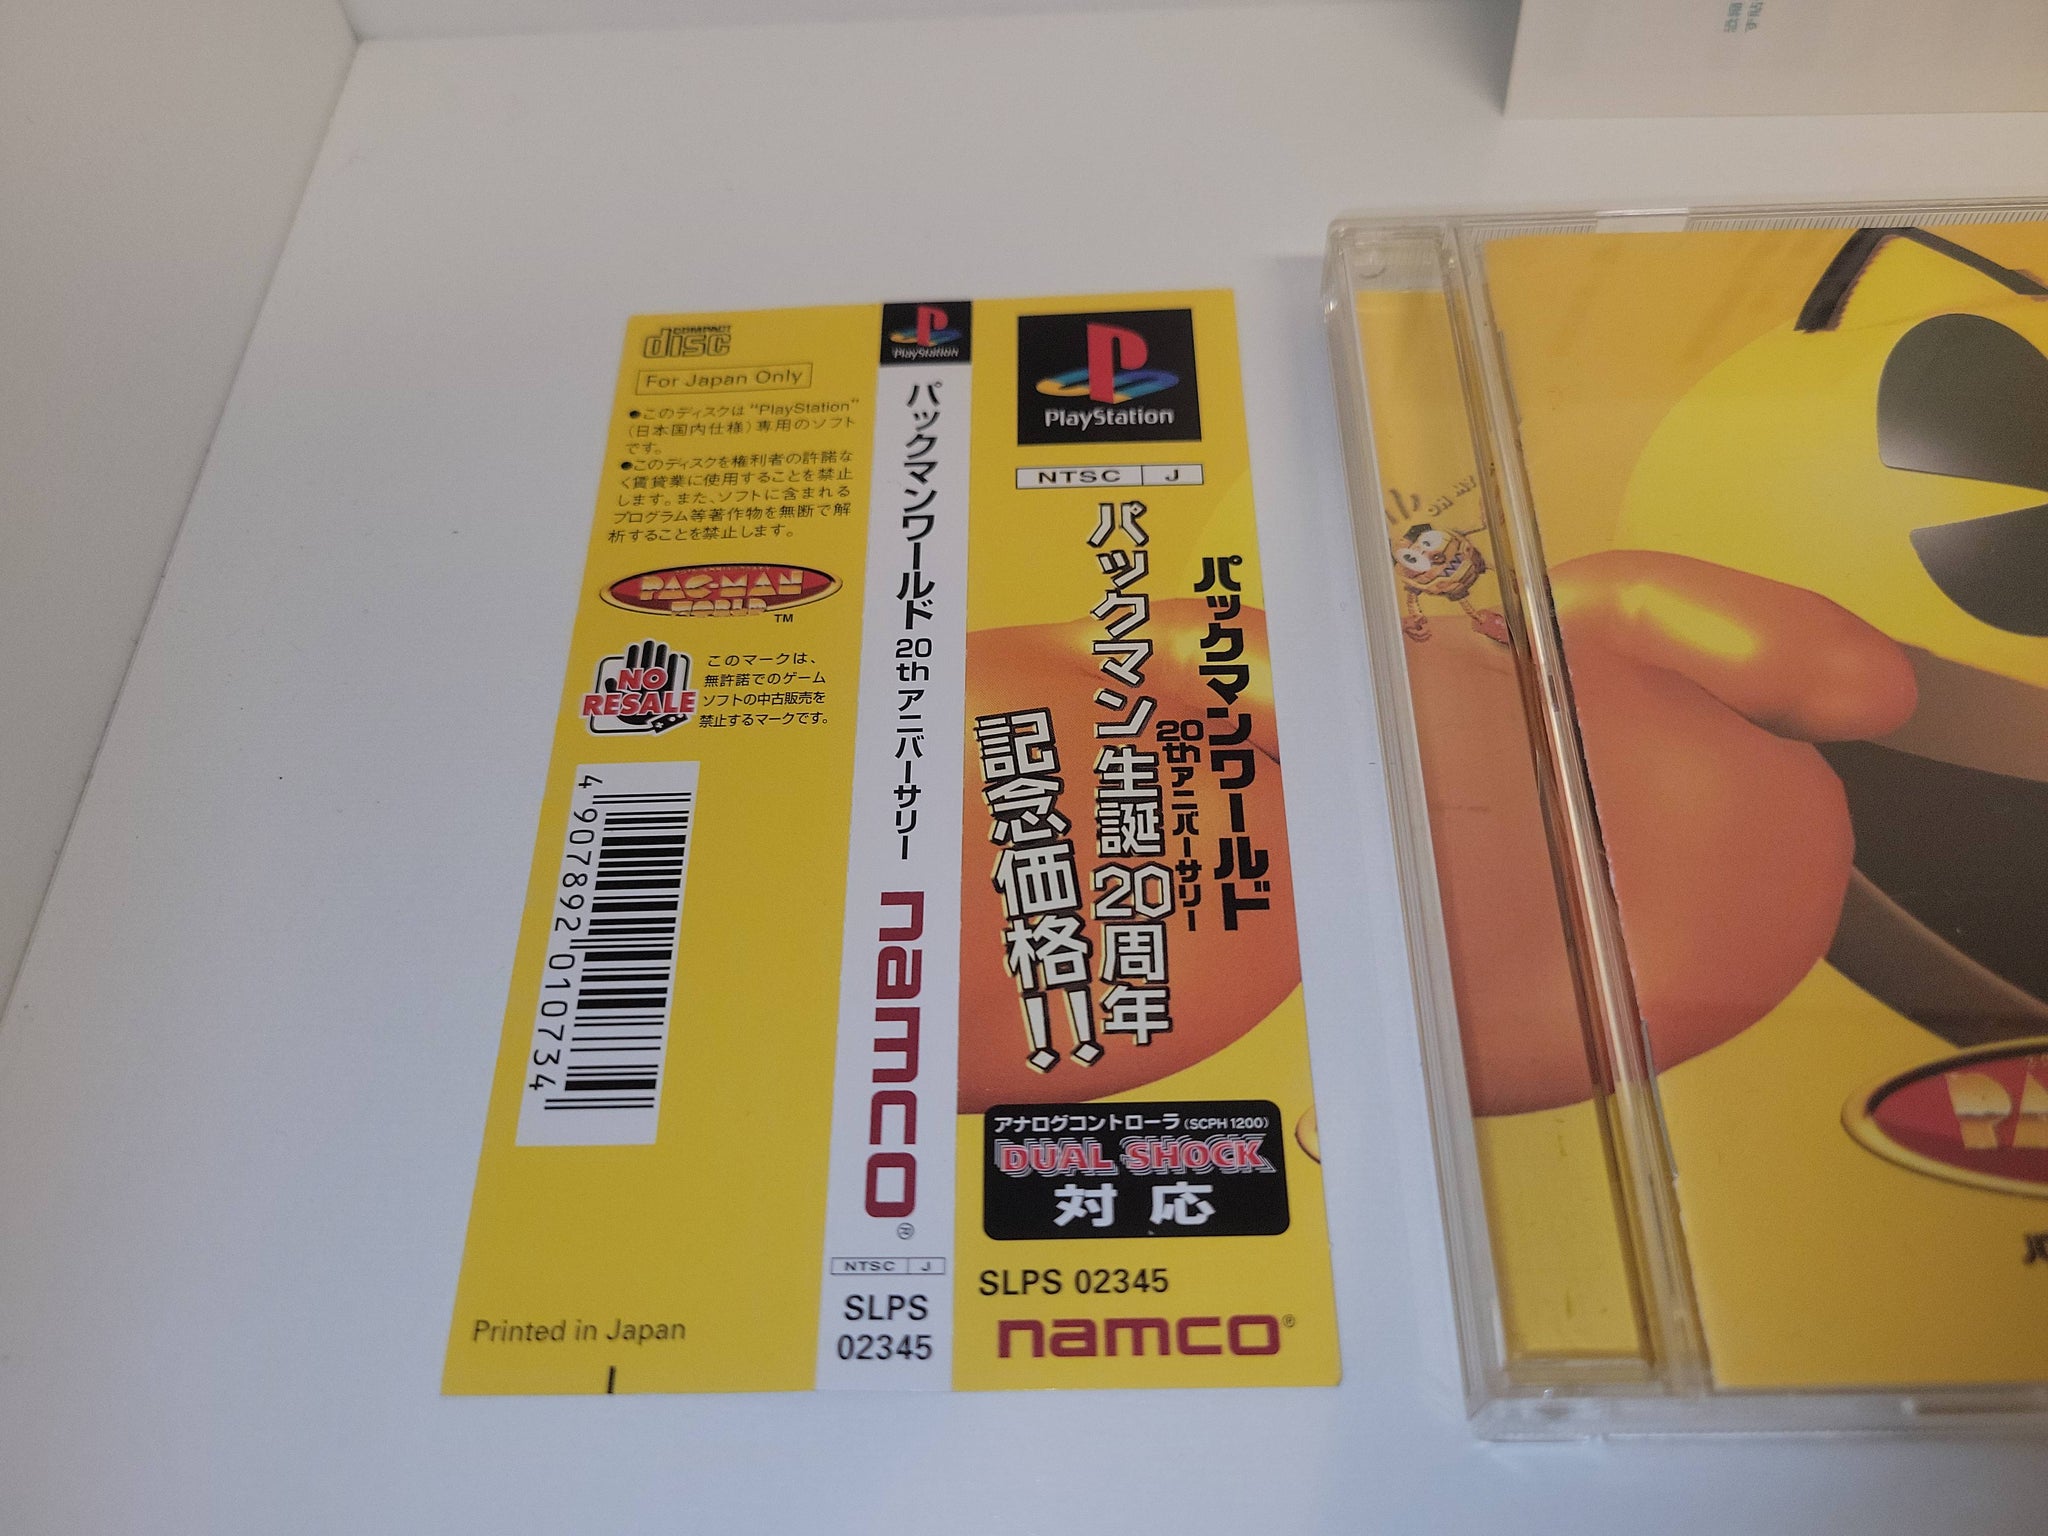 COMPACT
disc
For Japan Only
●このディスクは“PlayStation”
(日本国内仕様)専用のソフト
です。
●このディスクを権利者の許諾な
く賃貸業に使用することを禁止
します。また、ソフトに含まれる
プログラム等著作物を無断で解
析することを禁止します。
20TH ANNIVERSARY
PAC-MAN
WORLD
TM
NO
RESALE
このマークは、
無許諾でのゲーム
ソフトの中古販売を
禁止するマークです。
4 907892 010734
Printed in Japan
PlayStation
パックマンワールド 20th アニバーサリー
namco®
NTSC J
SLPS
02345
PlayStation
NTSC J
パックマンワールド
20thアニバーサリー
パックマン生誕20周年
記念価格!!
アナログコントローラ(SCPH 1200)
DUAL SHOCK
対応
SLPS 02345
namco®
PA
パ